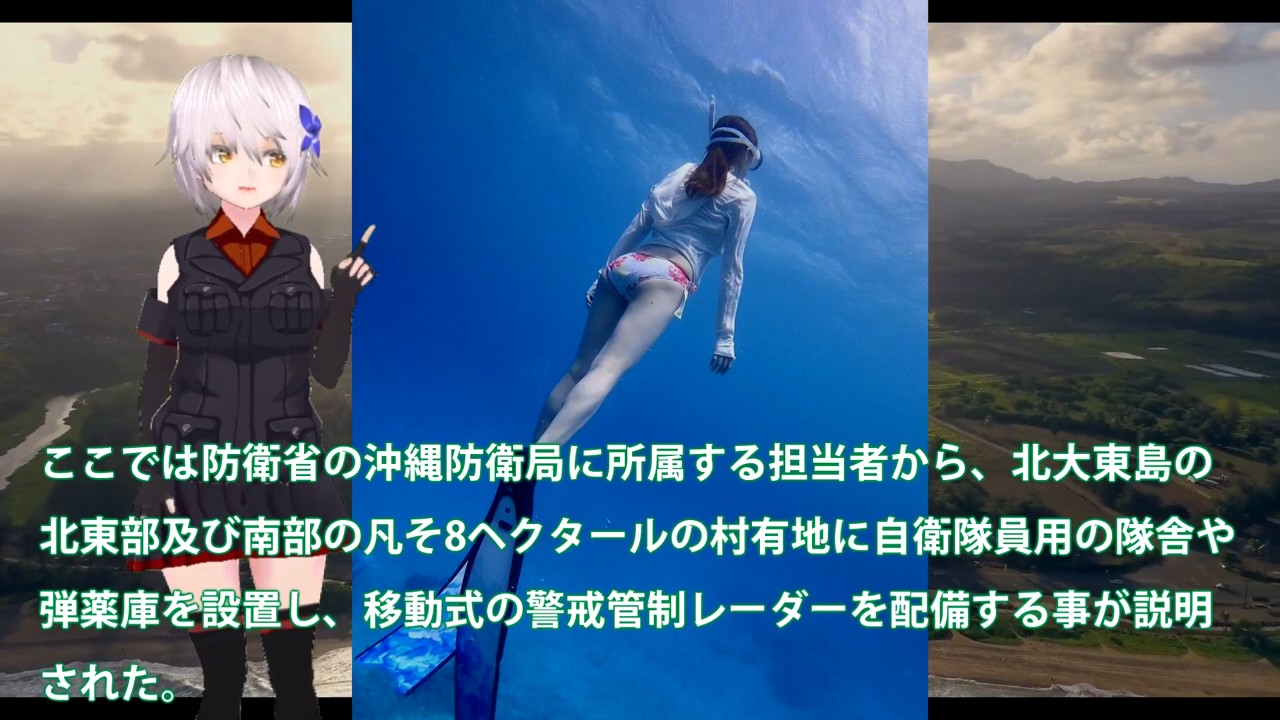 ここでは防衛省の沖縄防衛局に所属する担当者から、北大東島の
北東部及び南部の凡そ8ヘクタールの村有地に自衛隊員用の隊舎や
弾薬庫を設置し、移動式の警戒管制レーダーを配備する事が説明
された。